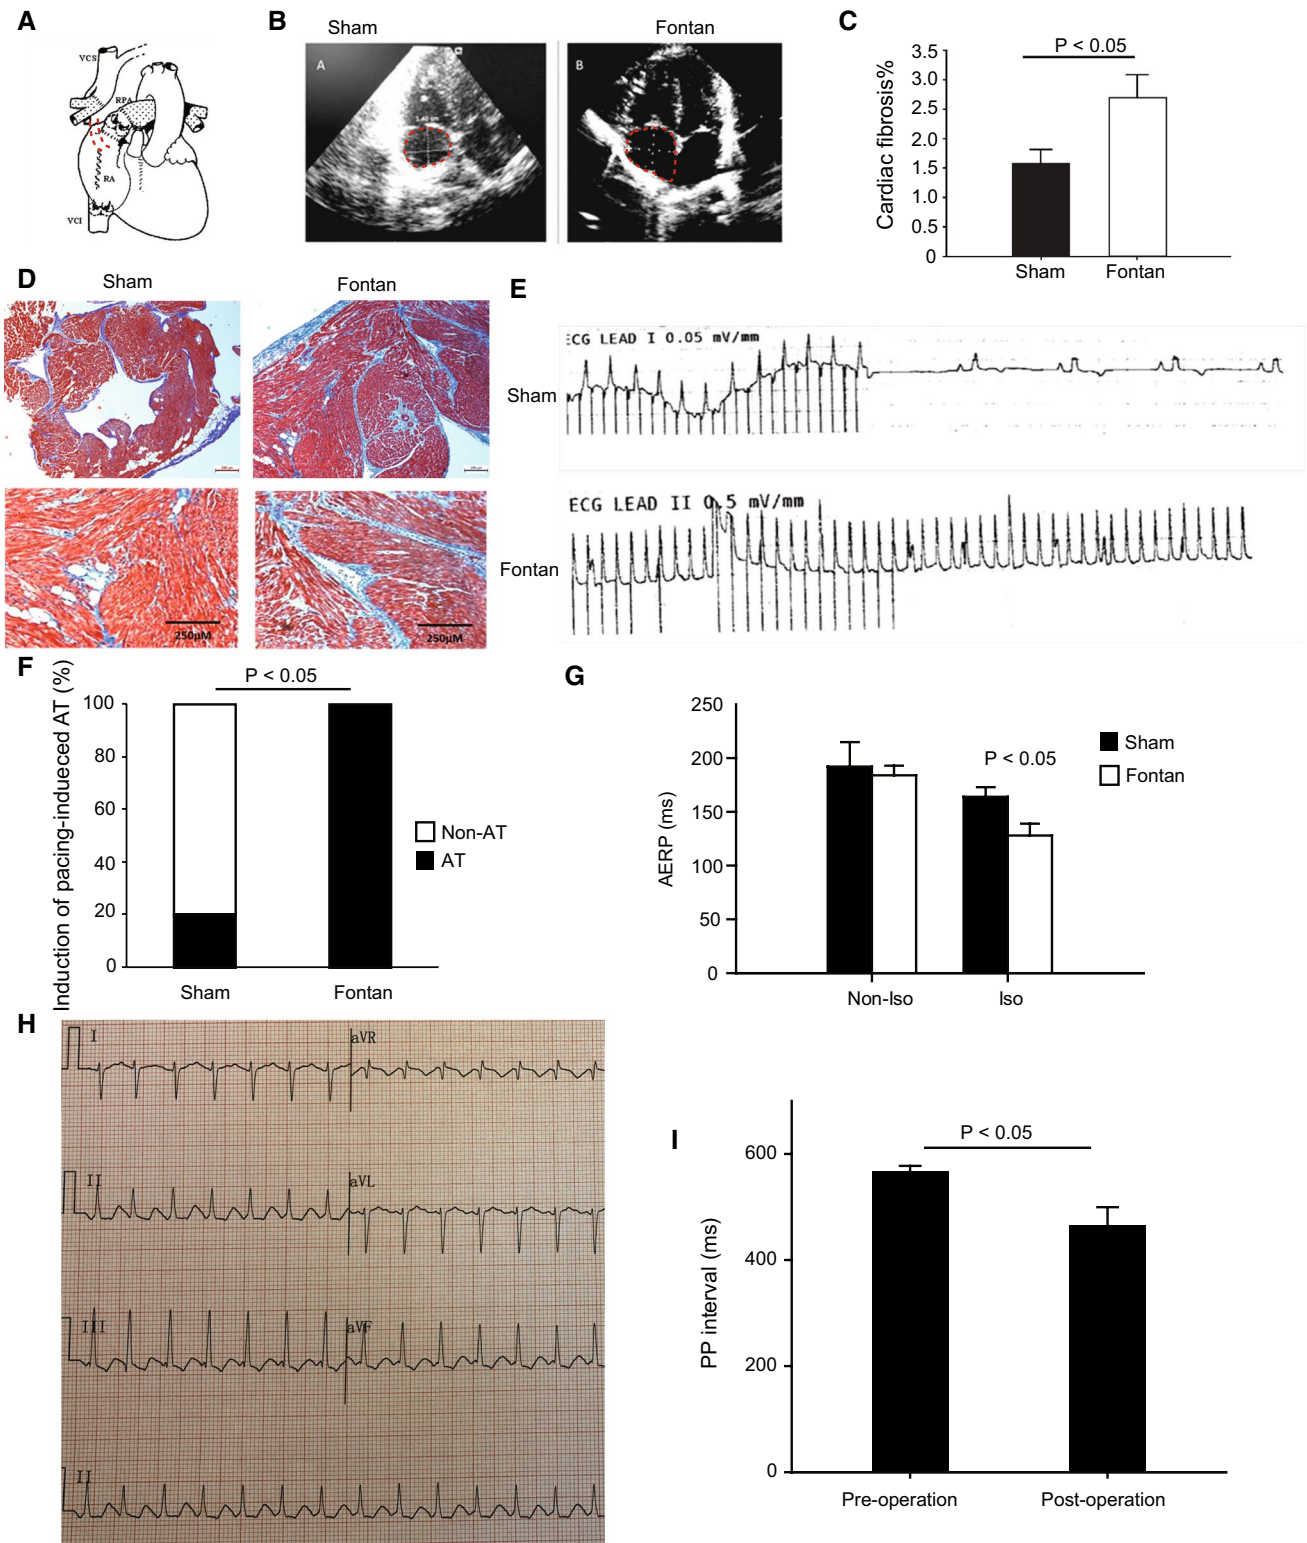 A
VCS
RPA
RA
VCI
B
Sham
Fontan
A
B
C
P < 0.05
Cardiac fibrosis%
3.5
3.0
2.5
2.0
1.5
1.0
0.5
0
Sham
Fontan
D
Sham
Fontan
250µM
250µM
E
Sham
ECG LEAD I 0.05 mV/mm
Fontan
ECG LEAD II 0.5 mV/mm
F
P < 0.05
Induction of pacing-indueced AT (%)
100
80
60
40
20
0
Sham
Fontan
Non-AT
AT
G
AERP (ms)
250
200
150
100
50
0
P < 0.05
Sham
Fontan
Non-Iso
Iso
H
I
aVR
II
aVL
III
aVF
II
I
P < 0.05
PP interval (ms)
600
400
200
0
Pre-operation
Post-operation